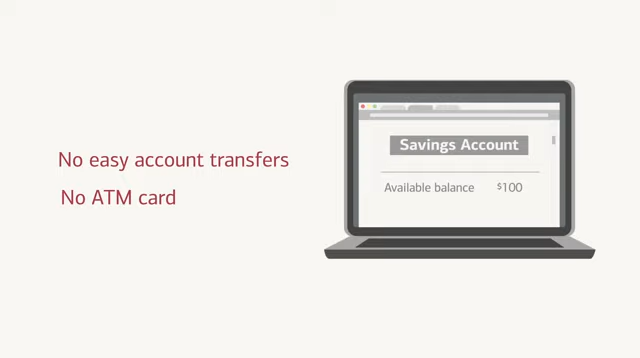 No easy account transfers
No ATM card
Savings Account
Available balance $100